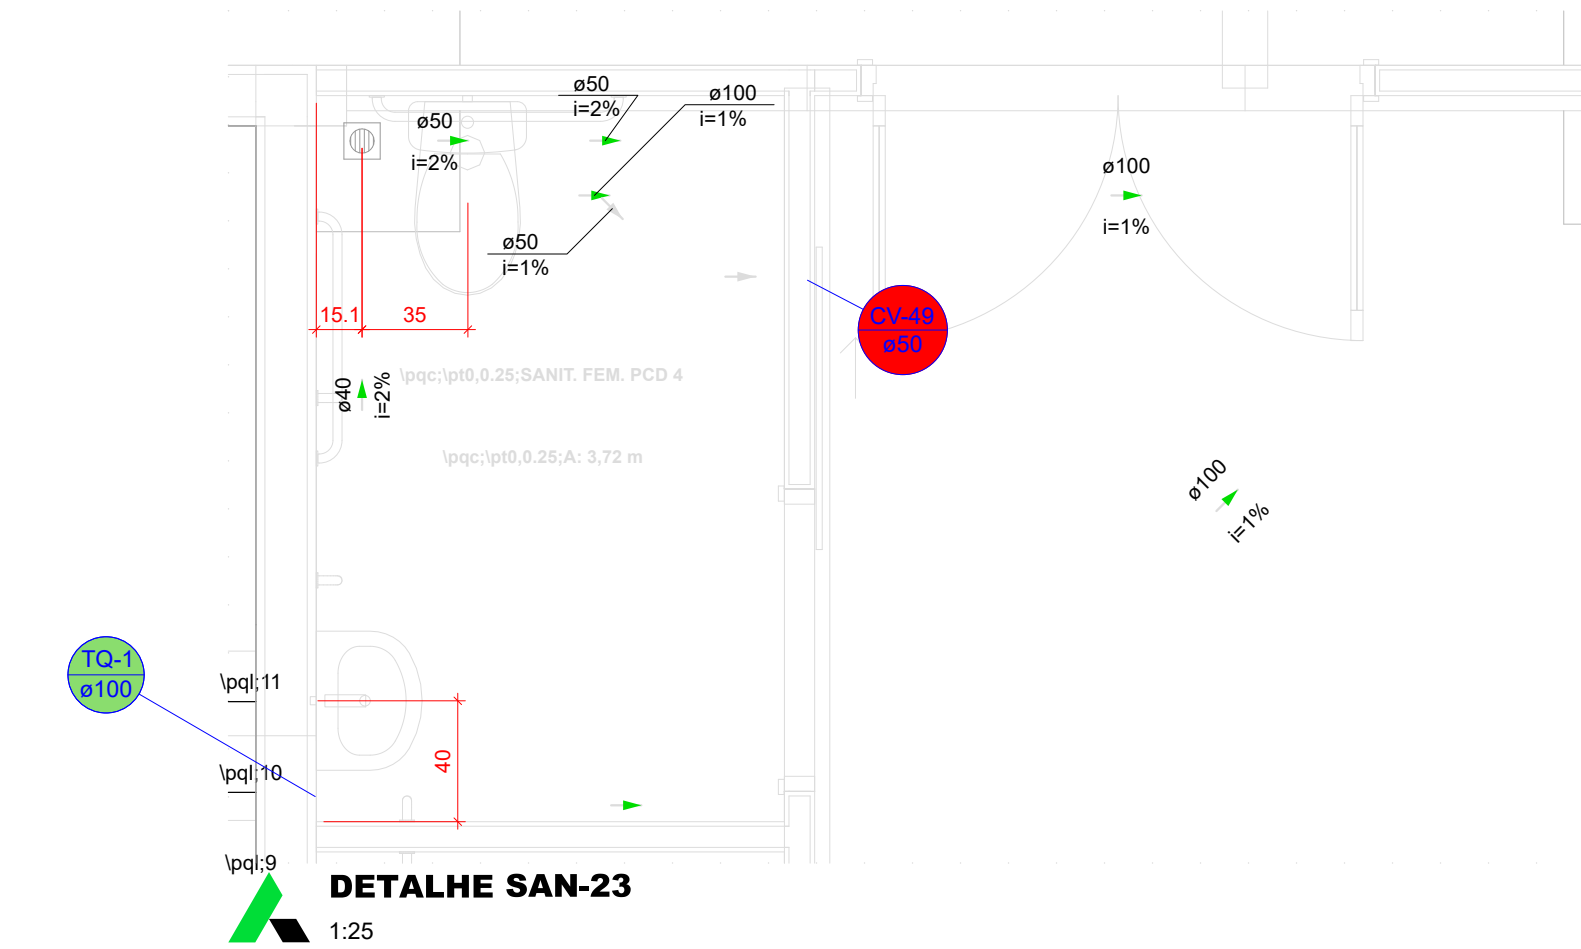 ø50
i=2%
ø100
i=1%
ø50
i=2%
ø100
i=1%
ø50
i=1%
15.1
35
CV-49
ø50
\pqc;\pt0,0.25;SANIT. FEM. PCD 4
ø40
i=2%
\pqc;\pt0,0.25;A: 3,72 m
ø100
i=1%
TQ-1
ø100
\pql;11
40
\pql;10
\pql;9
DETALHE SAN-23
1:25